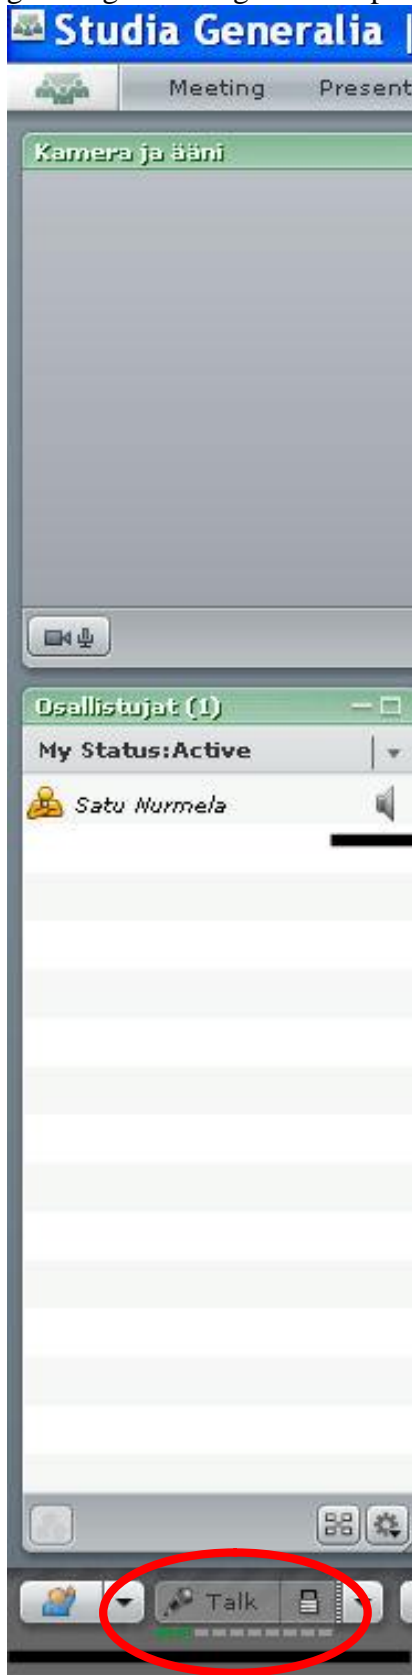 Studia Generalia |
Meeting Present
Kamera ja ääni
Osallistujat (1)
My Status:Active
Satu Nurmela
Talk